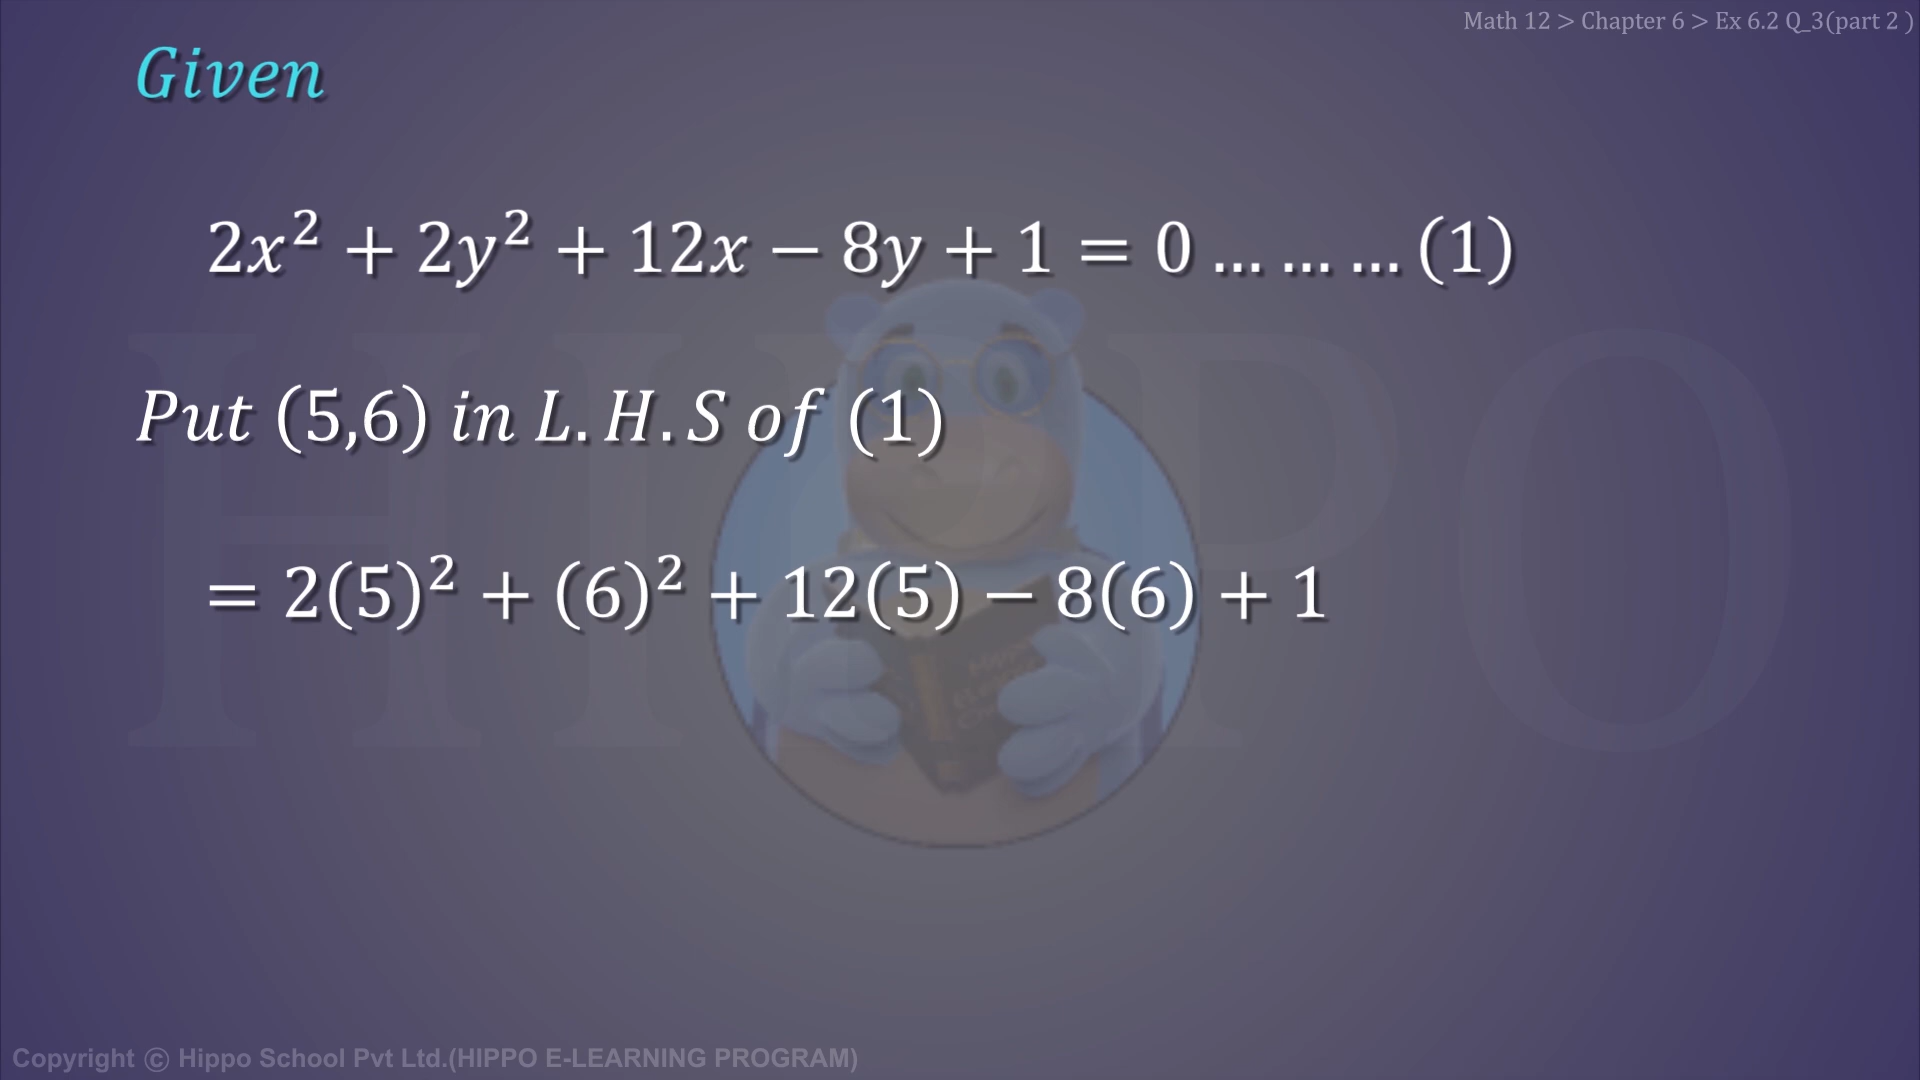 Math 12 > Chapter 6 > Ex 6.2 Q_3(part 2 )
Given
2x² + 2y² + 12x − 8y + 1 = 0 ... ... ... (1)
Put (5,6) in L.H.S of (1)
= 2(5)² + (6)² + 12(5) − 8(6) + 1
HIPPO
Copyright © Hippo School Pvt Ltd.(HIPPO E-LEARNING PROGRAM)